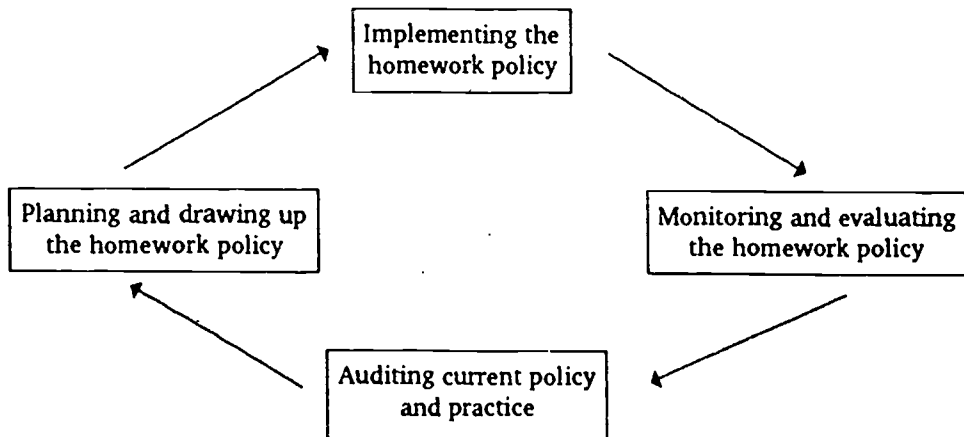 Implementing the
homework policy
Planning and drawing up
the homework policy
Monitoring and evaluating
the homework policy
Auditing current policy
and practice